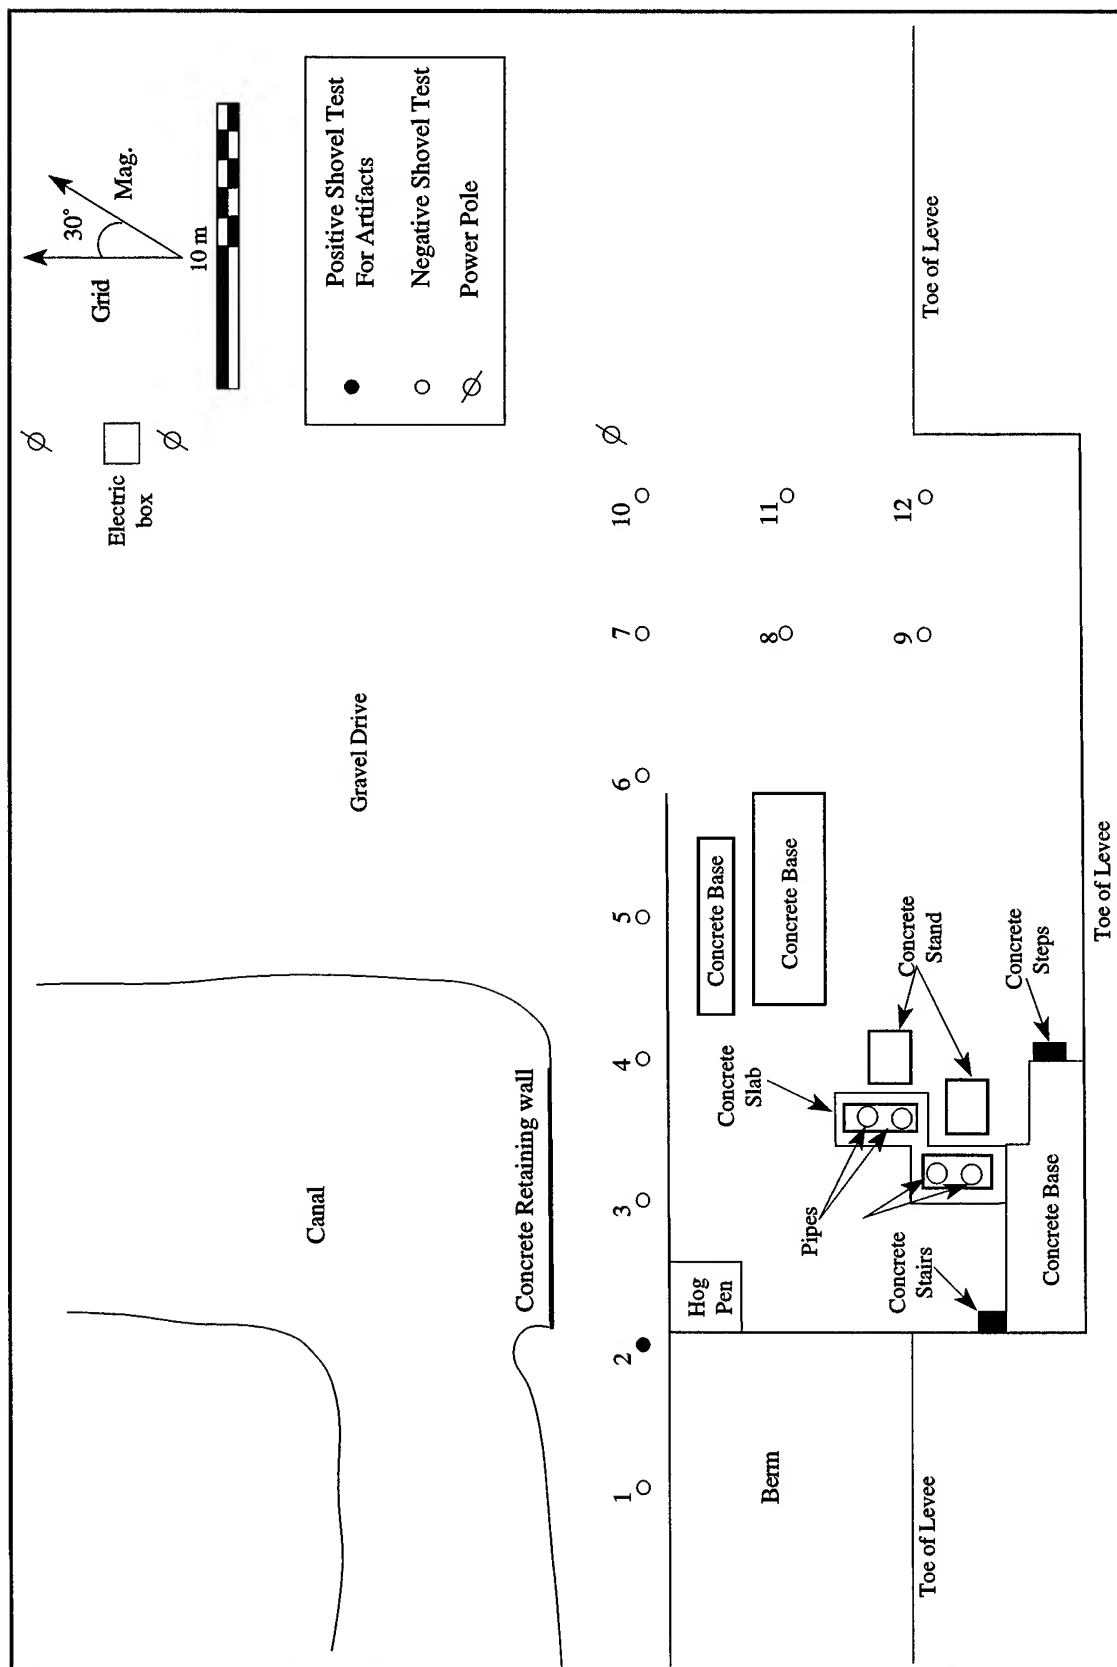 Grid
30°
Mag.
10 m
Positive Shovel Test
For Artifacts
Negative Shovel Test
Power Pole
Electric
box
Gravel Drive
Canal
Concrete Retaining wall
1
2
3
4
5
6
7
10
8
11
9
12
Hog
Pen
Berm
Concrete Base
Concrete Base
Concrete
Slab
Pipes
Concrete
Stand
Concrete
Stairs
Concrete
Steps
Concrete Base
Toe of Levee
Toe of Levee
Toe of Levee